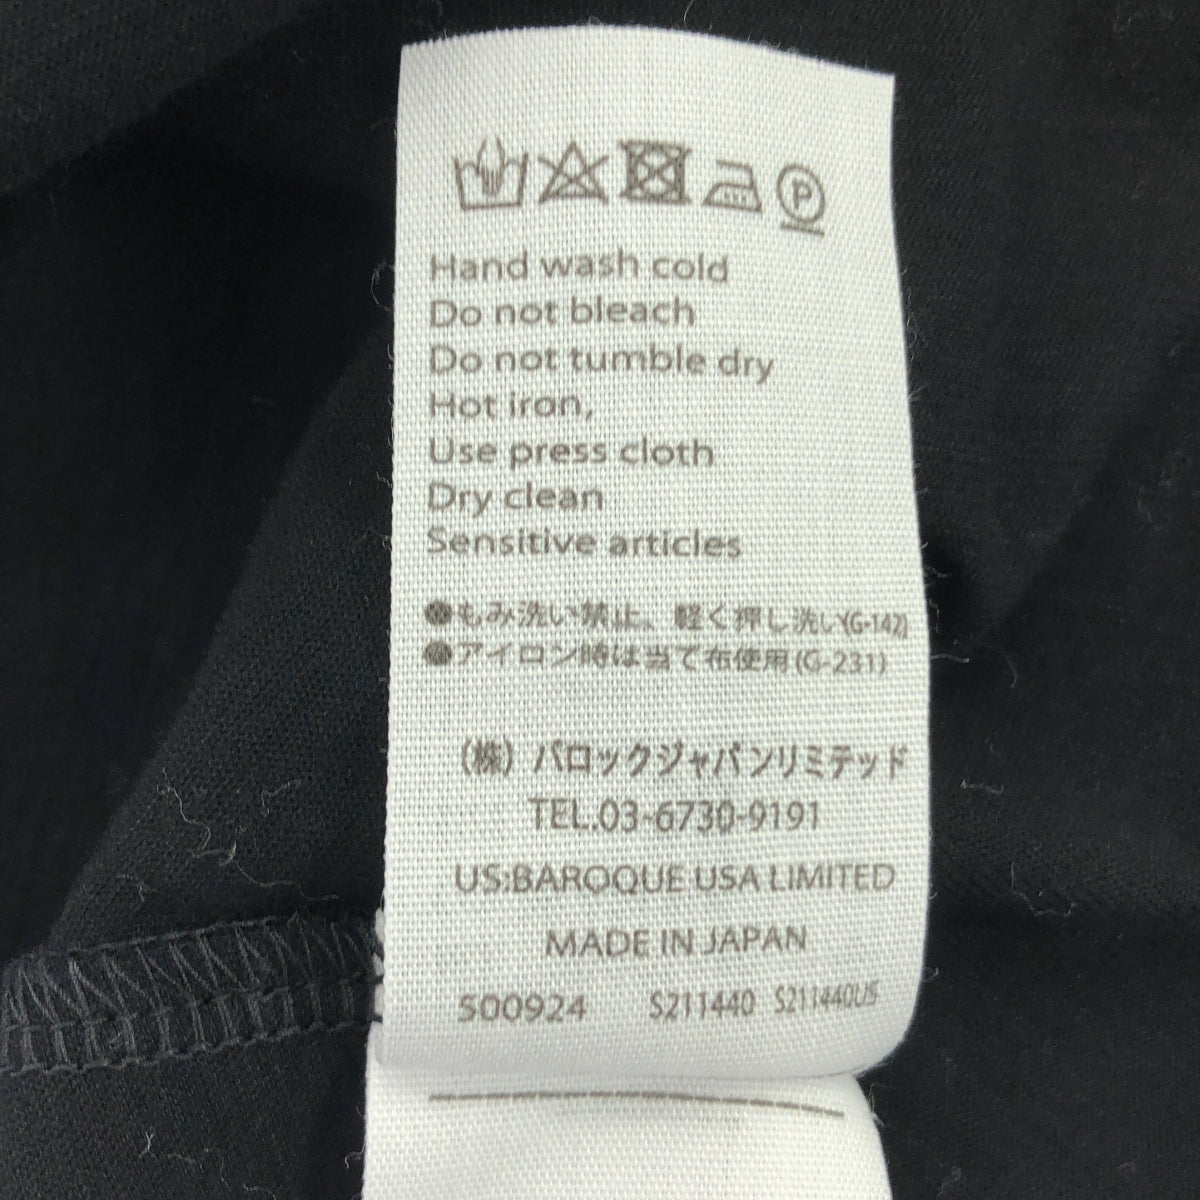 P
Hand wash cold
Do not bleach
Do not tumble dry
Hot iron,
Use press cloth
Dry clean
Sensitive articles
●もみ洗い禁止、軽く押し洗い(G-142)
●アイロン時は当て布使用(G-231)
(株)バロックジャパンリミテッド
TEL.03-6730-9191
US:BAROQUE USA LIMITED
MADE IN JAPAN
500924 S211440 S211440US